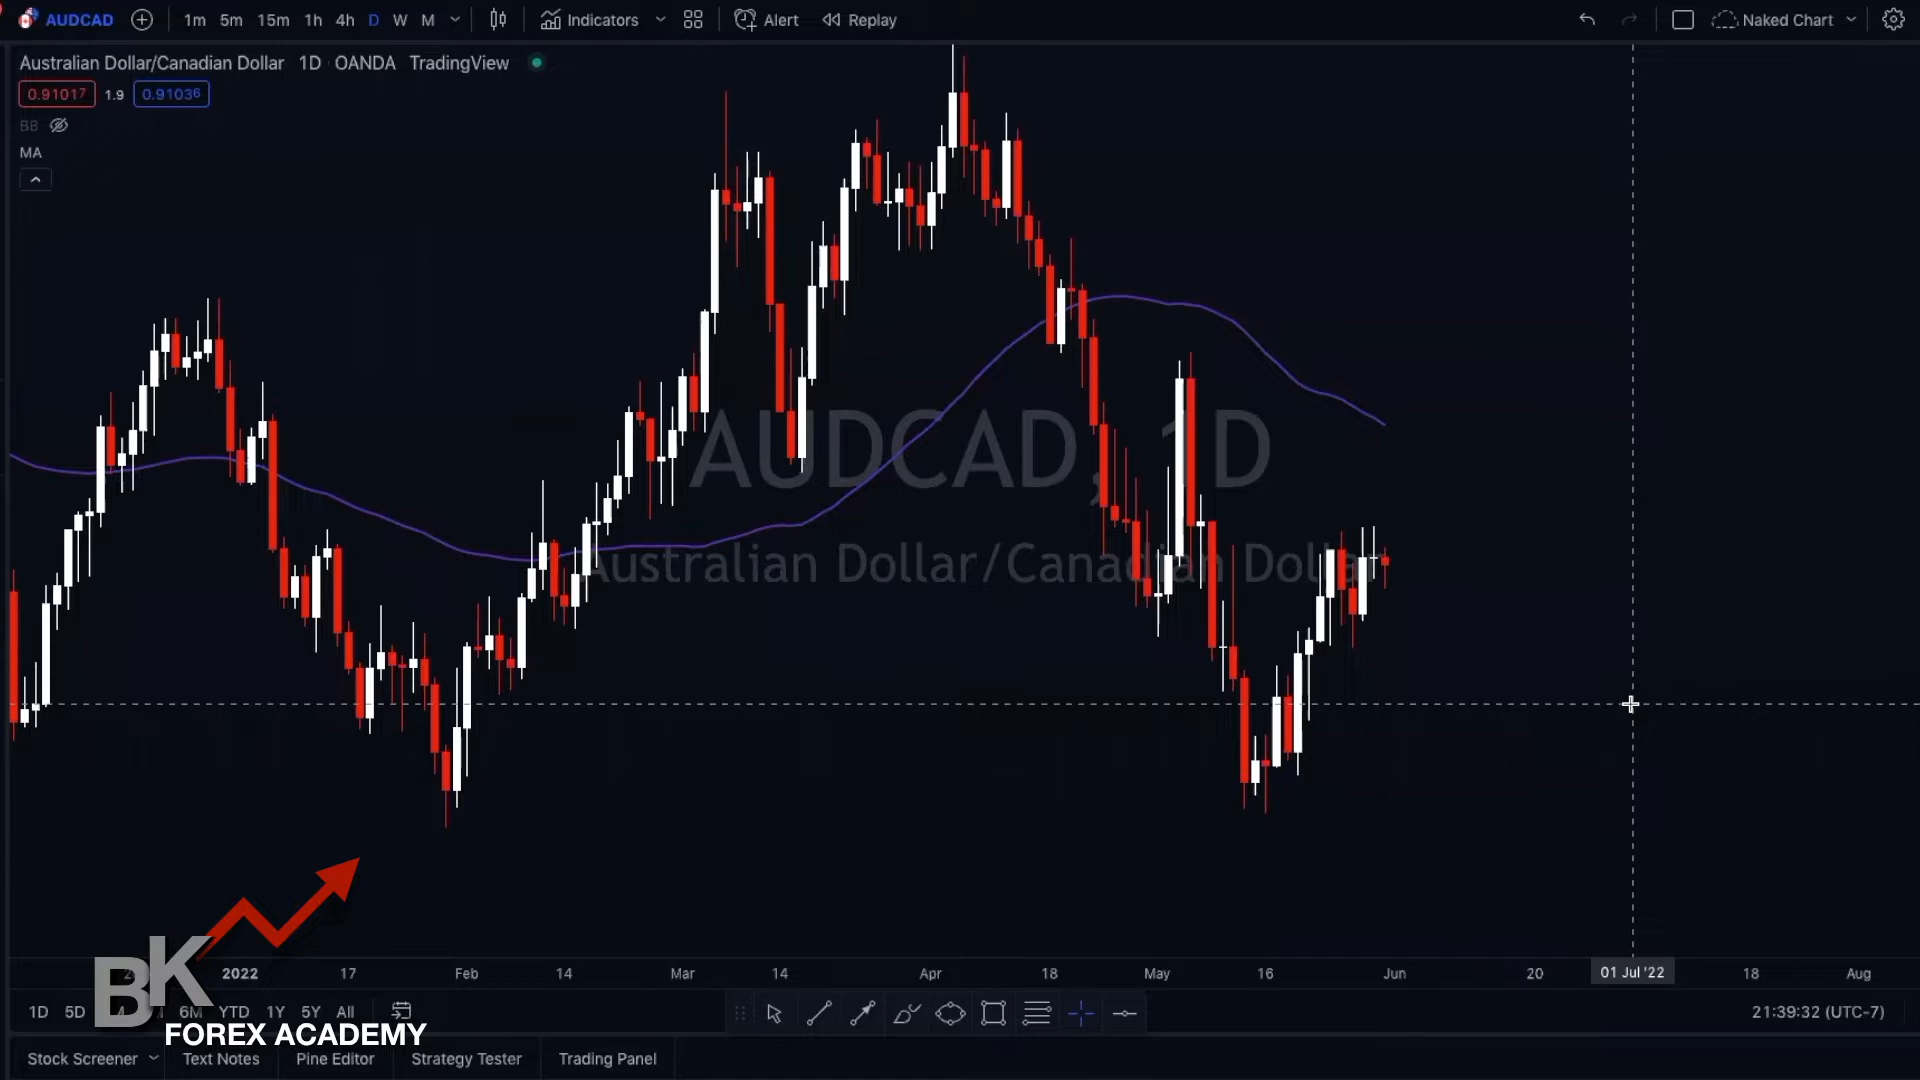 AUDCAD 1m 5m 15m 1h 4h D W M Indicators Alert Replay Naked Chart
Australian Dollar/Canadian Dollar 1D OANDA TradingView
0.91017 1.9 0.91036
BB
MA
AUDCAD, 1D
Australian Dollar/Canadian Dollar
2022 17 Feb 14 Mar 14 Apr 18 May 16 Jun 20 01 Jul '22 18 Aug
1D 5D 6M YTD 1Y 5Y All 21:39:32 (UTC-7)
BK
FOREX ACADEMY
Stock Screener Text Notes Pine Editor Strategy Tester Trading Panel